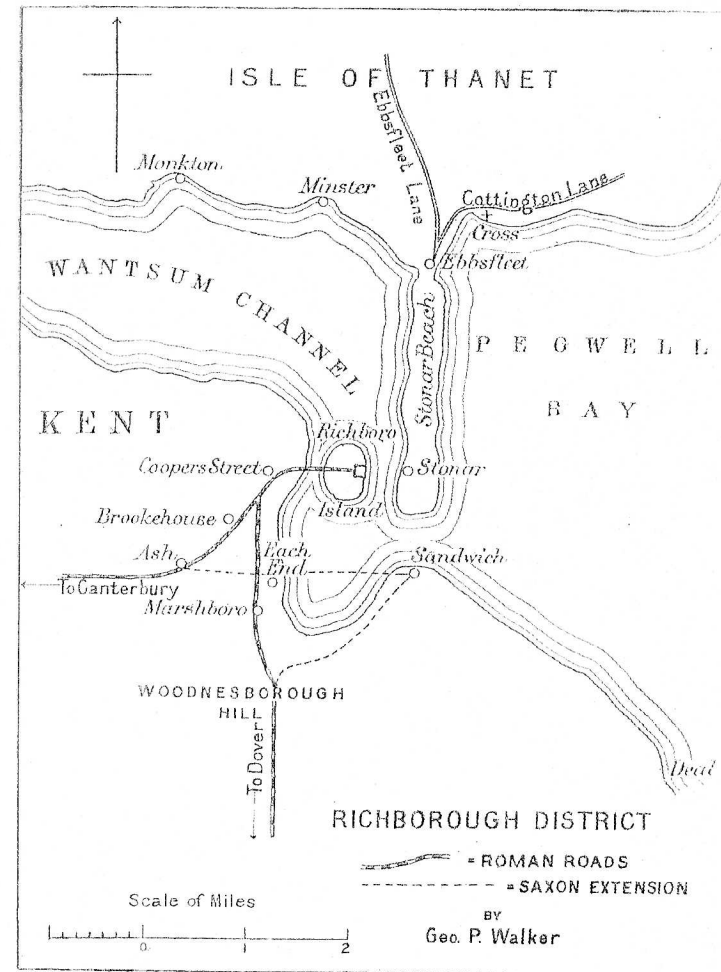 ISLE OF THANET
Ebbsfleet Lane
Monkton
Minster
Cottington Lane
Cross
Ebbsfleet
WANTSUM CHANNEL
Stonar Beach
PEGWELL
BAY
KENT
Richboro
Coopers Street
Stonar
Island
Brookehouse
Ash
Each
End
Sandwich
To Canterbury
Marshboro
WOODNESBOROUGH
HILL
To Dover
Deal
RICHBOROUGH DISTRICT
= ROMAN ROADS
= SAXON EXTENSION
BY
Geo. P. Walker
Scale of Miles
0 1 2